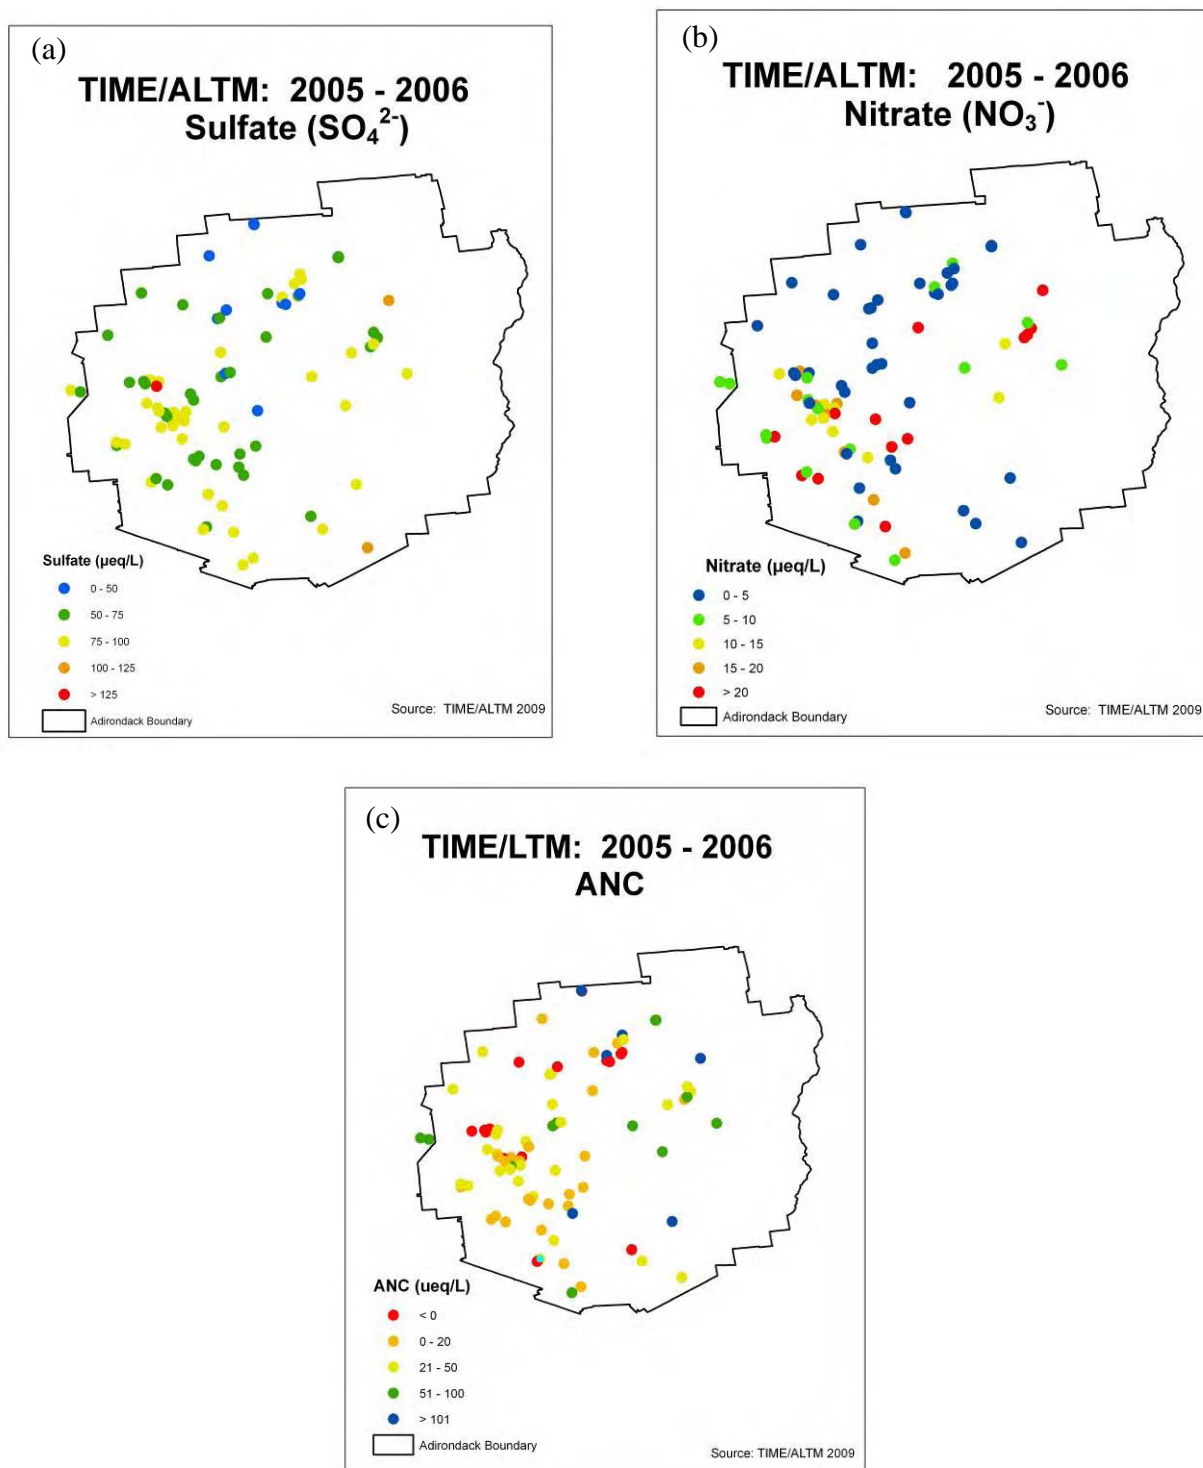 (a)
TIME/ALTM: 2005 - 2006
Sulfate (SO₄²⁻)
Sulfate (µeq/L)
0 - 50
50 - 75
75 - 100
100 - 125
> 125
Adirondack Boundary
Source: TIME/ALTM 2009
(b)
TIME/ALTM: 2005 - 2006
Nitrate (NO₃⁻)
Nitrate (µeq/L)
0 - 5
5 - 10
10 - 15
15 - 20
> 20
Adirondack Boundary
Source: TIME/ALTM 2009
(c)
TIME/LTM: 2005 - 2006
ANC
ANC (ueq/L)
< 0
0 - 20
21 - 50
51 - 100
> 101
Adirondack Boundary
Source: TIME/ALTM 2009